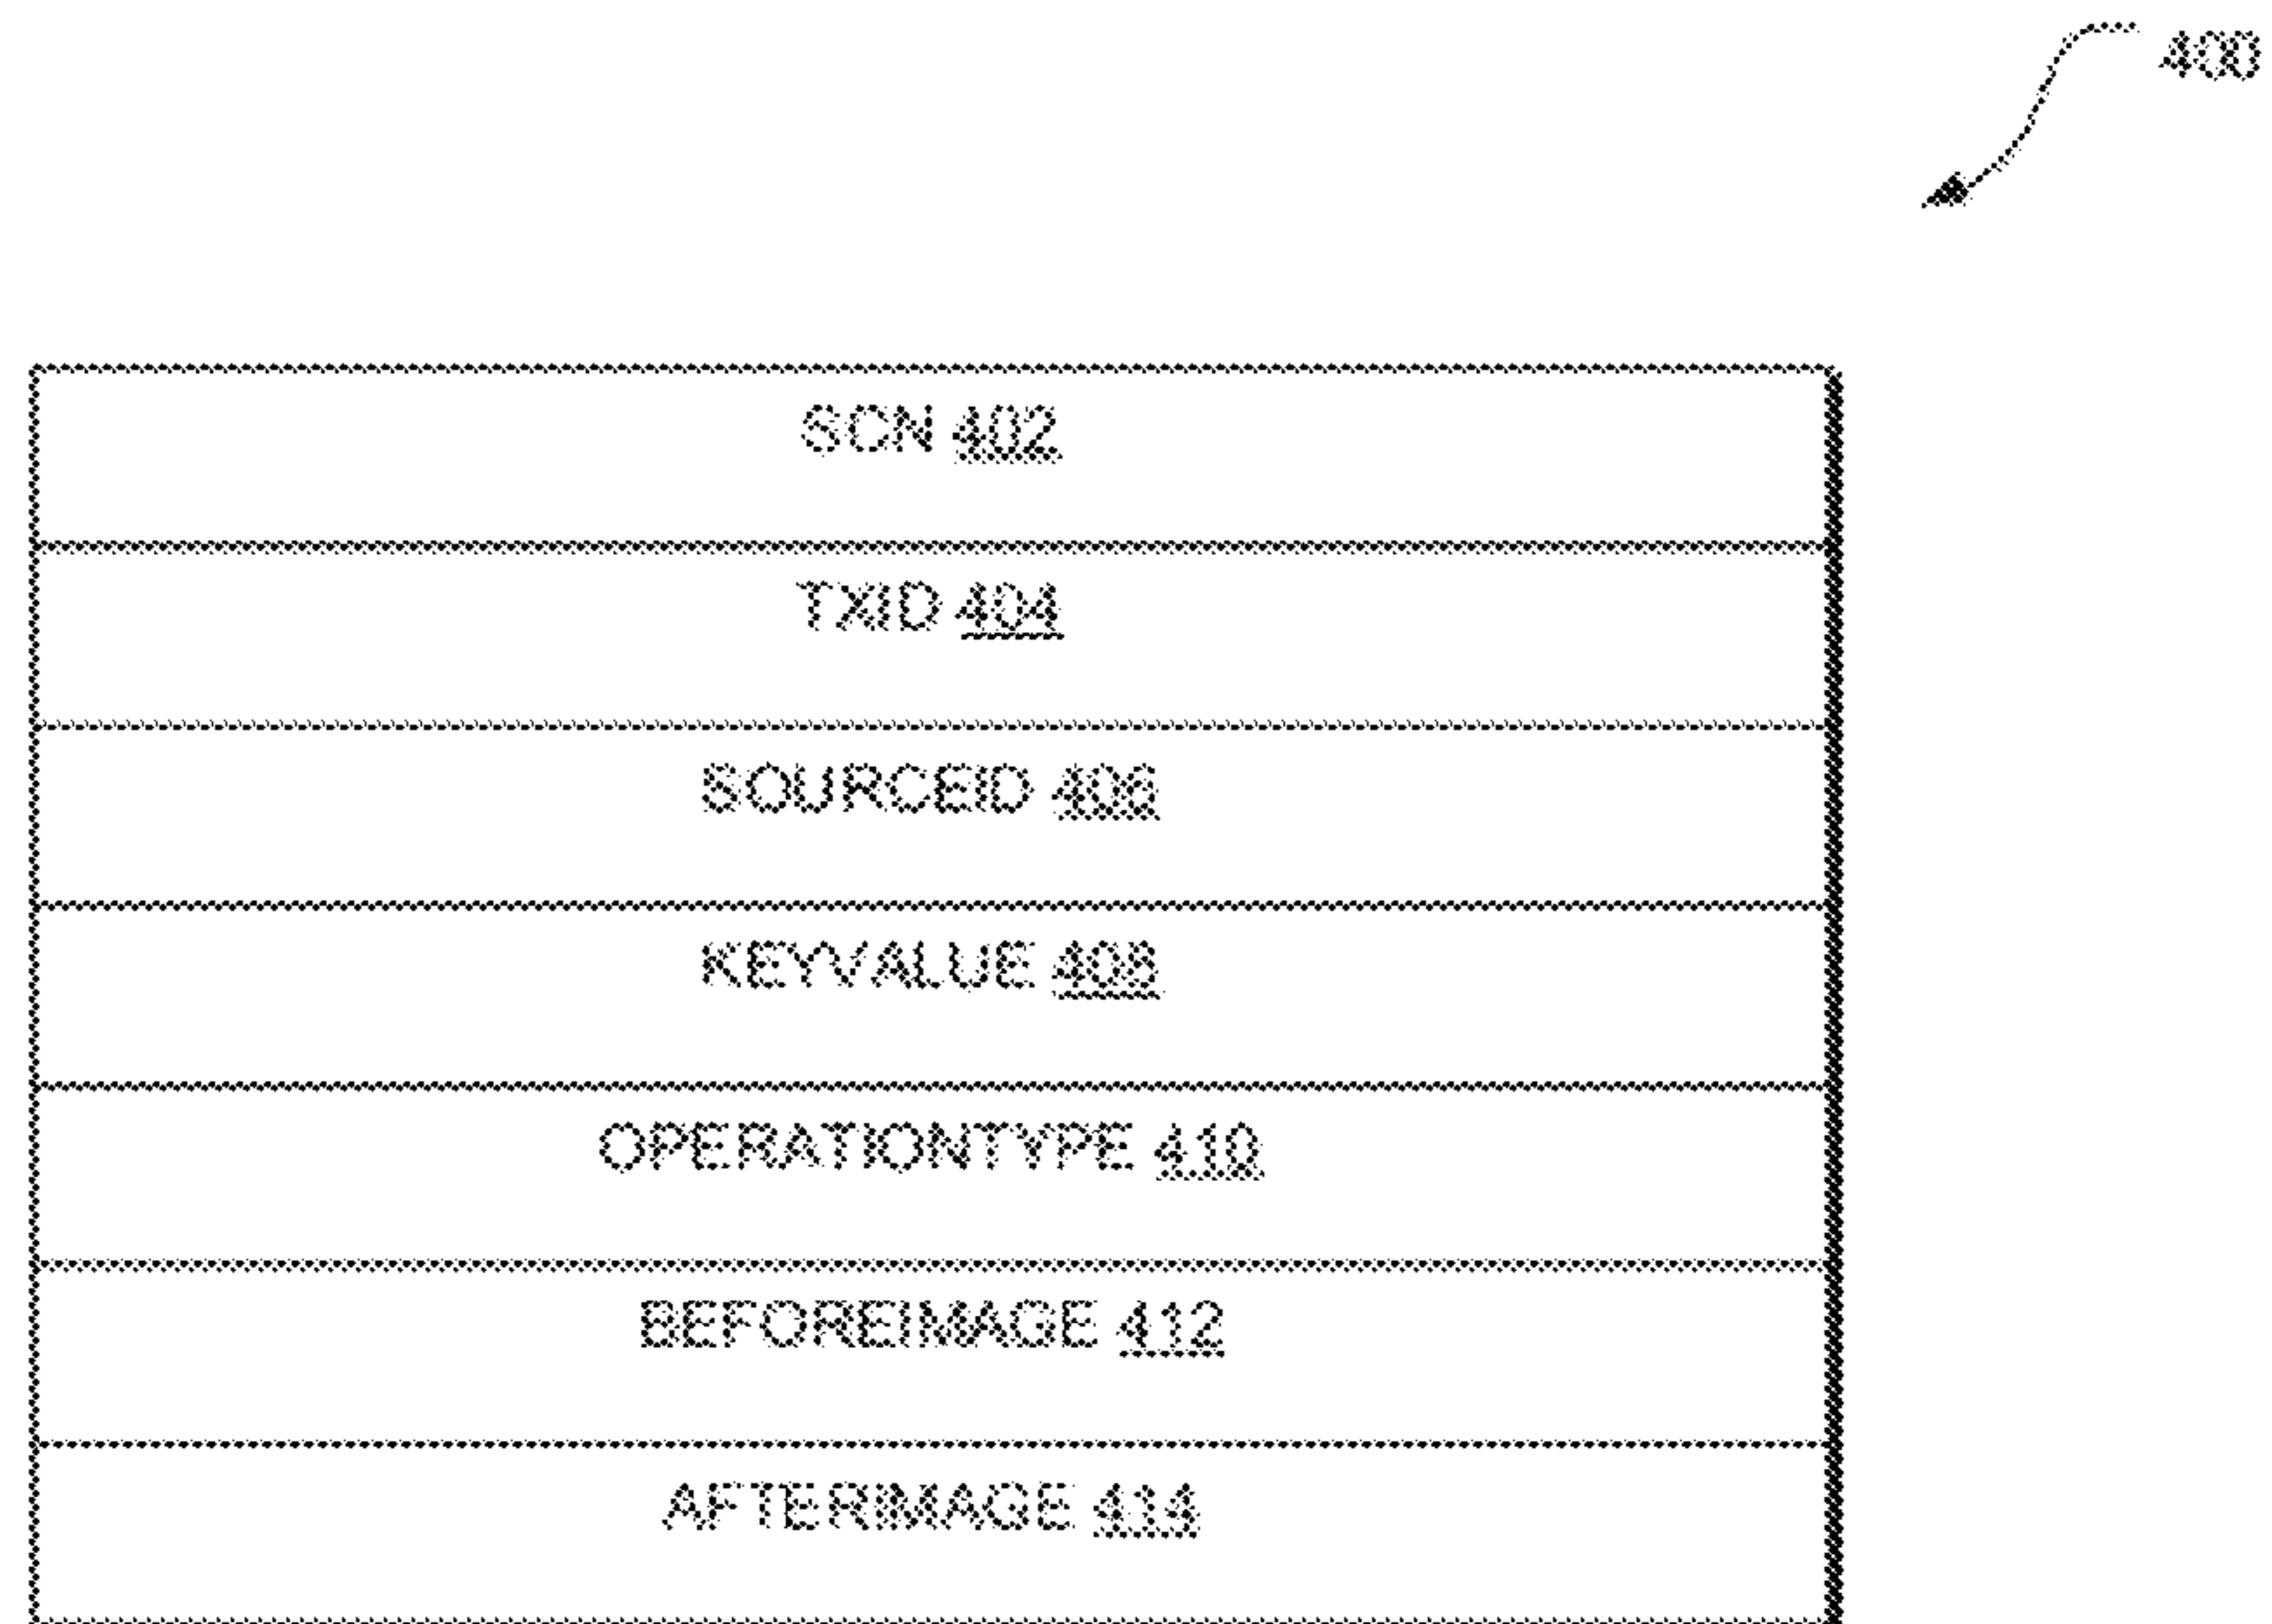 400
SCN 402
TXID 404
SOURCEID 406
KEYVALUE 408
OPERATIONTYPE 410
BEFOREIMAGE 412
AFTERIMAGE 414